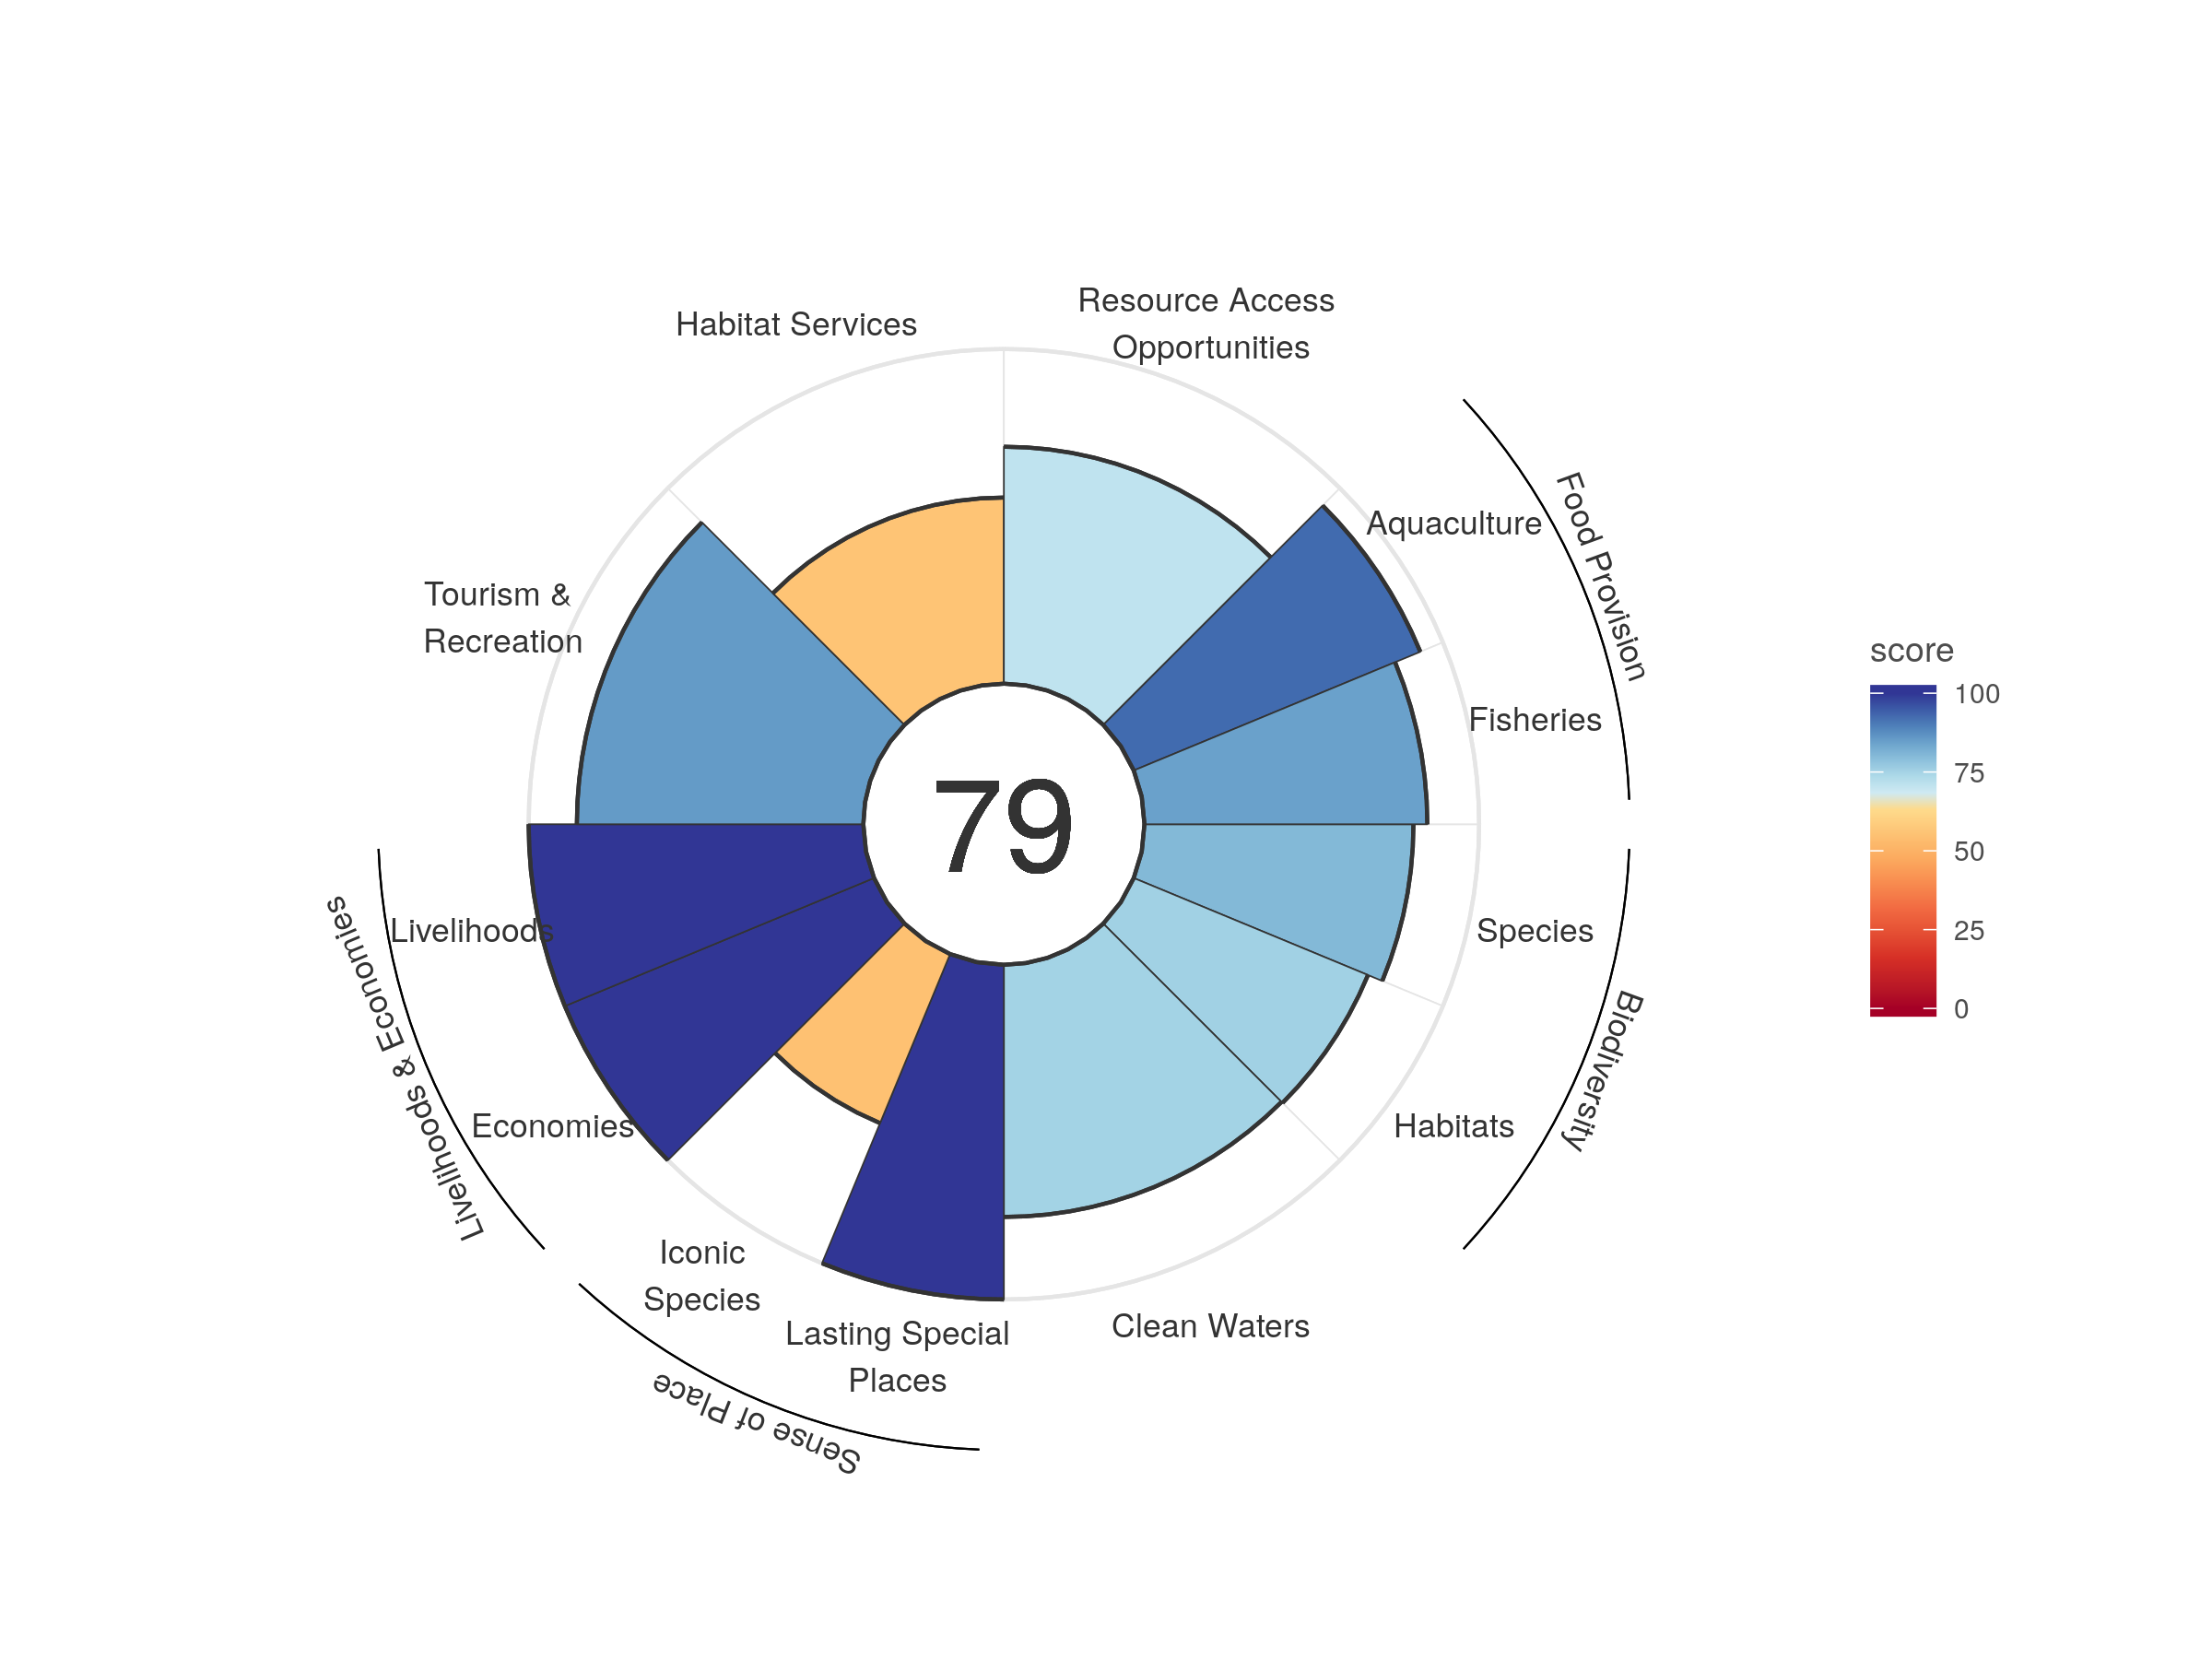 Resource Access
Opportunities
Habitat Services
Aquaculture
Food Provision
Tourism &
Recreation
Fisheries
score
100
75
50
25
0
79
Livelihoods
Species
Livelihoods & Economies
Biodiversity
Economies
Habitats
Iconic
Species
Lasting Special
Places
Clean Waters
Sense of Place